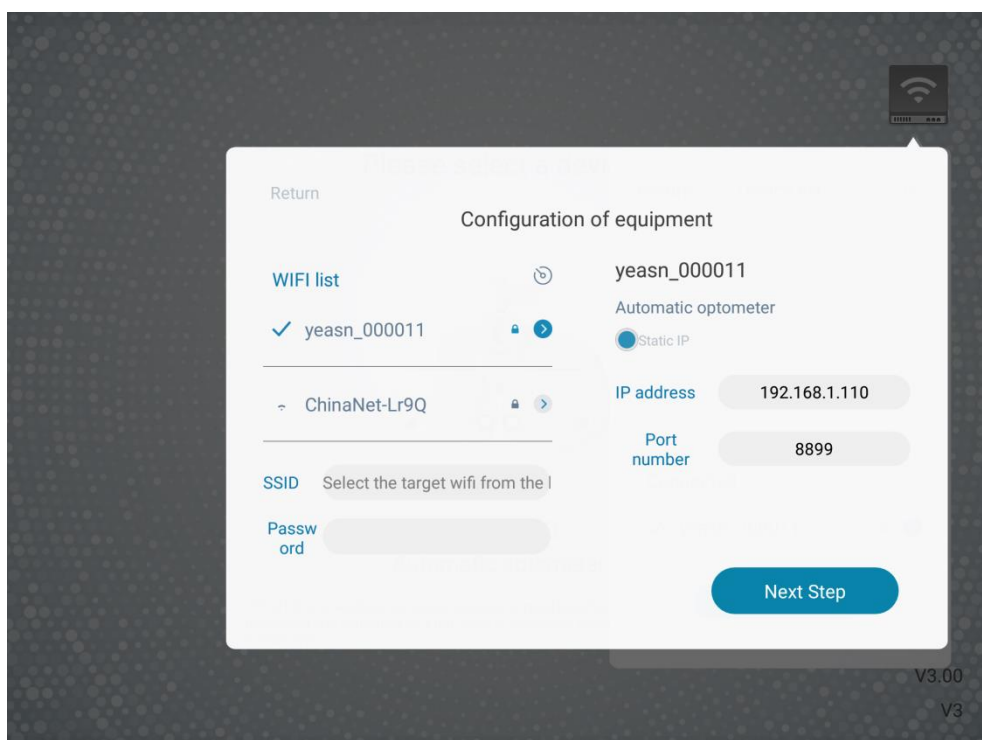 Return
Configuration of equipment
WIFI list
yeasn_000011
ChinaNet-Lr9Q
SSID Select the target wifi from the l
Passw
ord
yeasn_000011
Automatic optometer
Static IP
IP address 192.168.1.110
Port
number
8899
Next Step
V3.00
V3